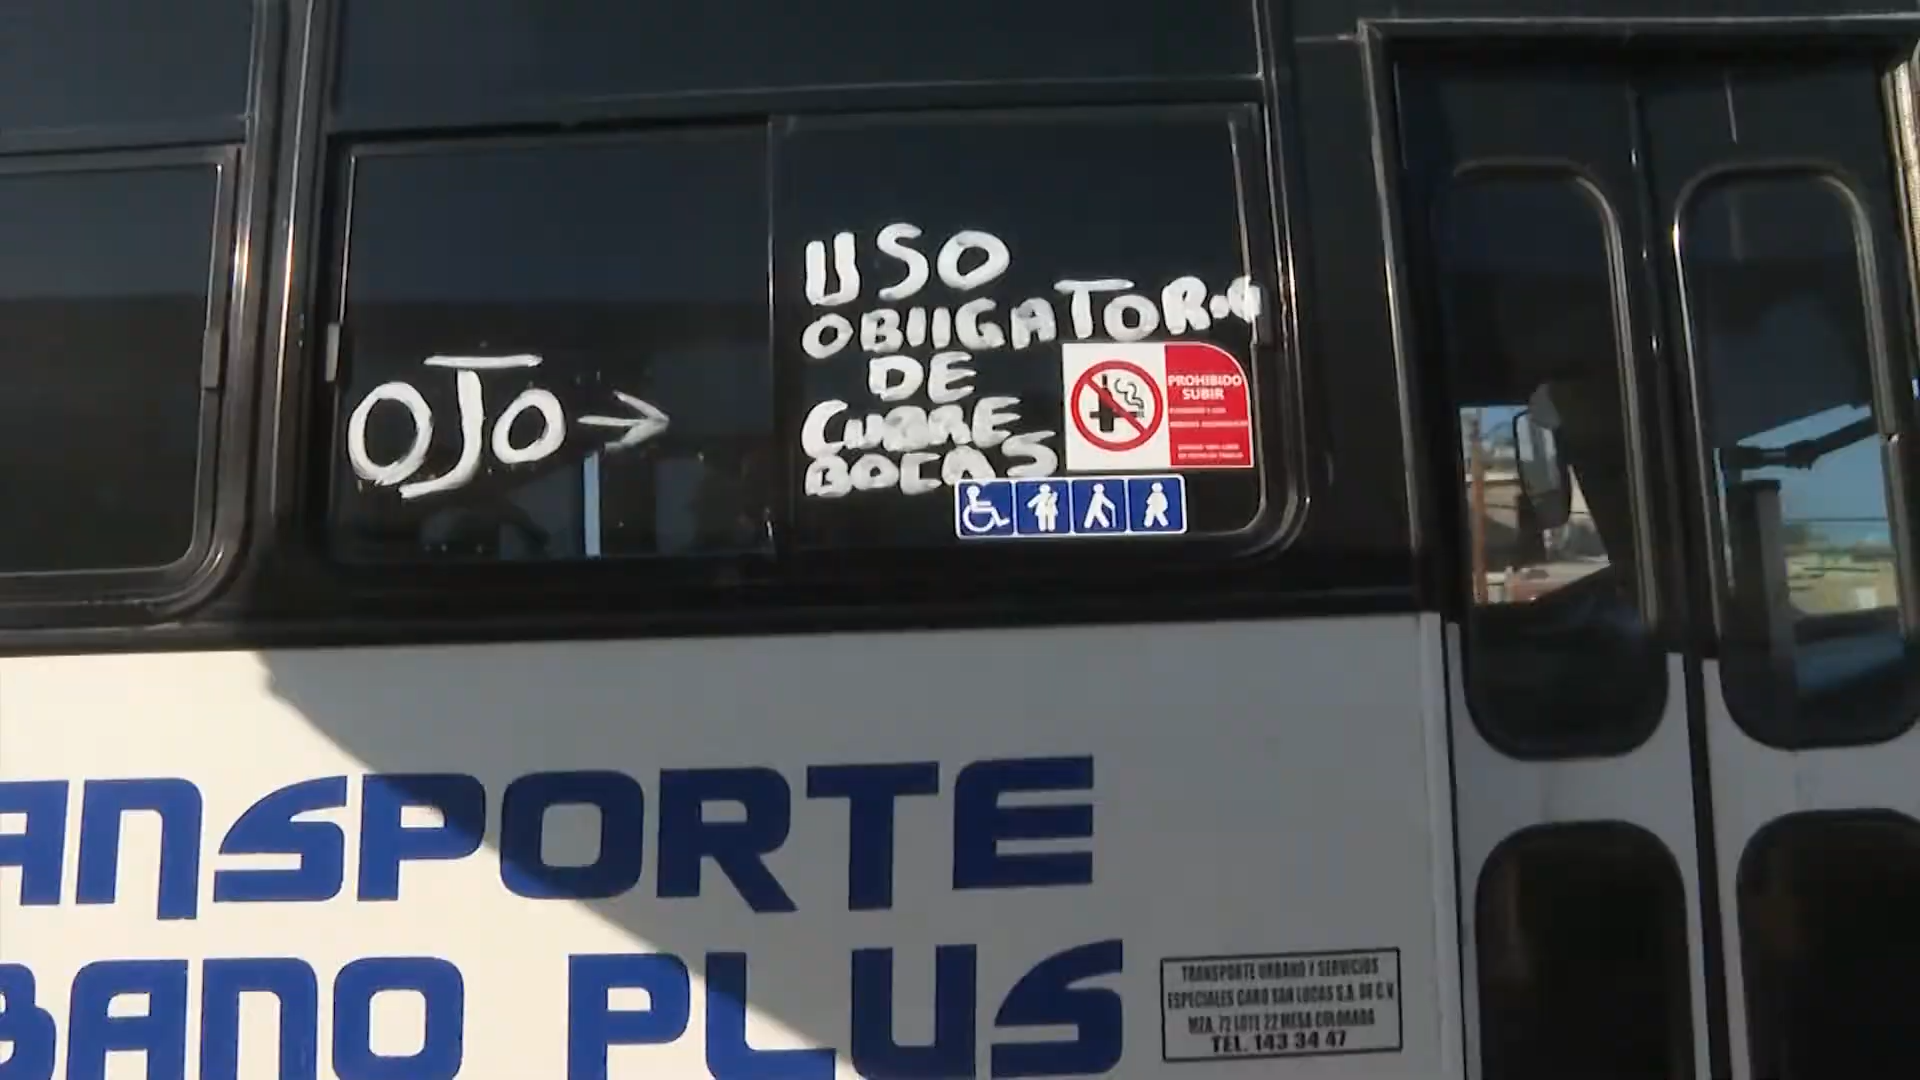 OJO →
USO
OBLIGATORIO
DE
CUBRE
BOCAS
PROHIBIDO
SUBIR
ANSPORTE
BANO PLUS
TRANSPORTE URBANO Y SERVICIOS
ESPECIALES CABO SAN LUCAS S.A. DE C.V.
MZA. 72 LOTE 22 MESA COLORADA
TEL. 143 34 47